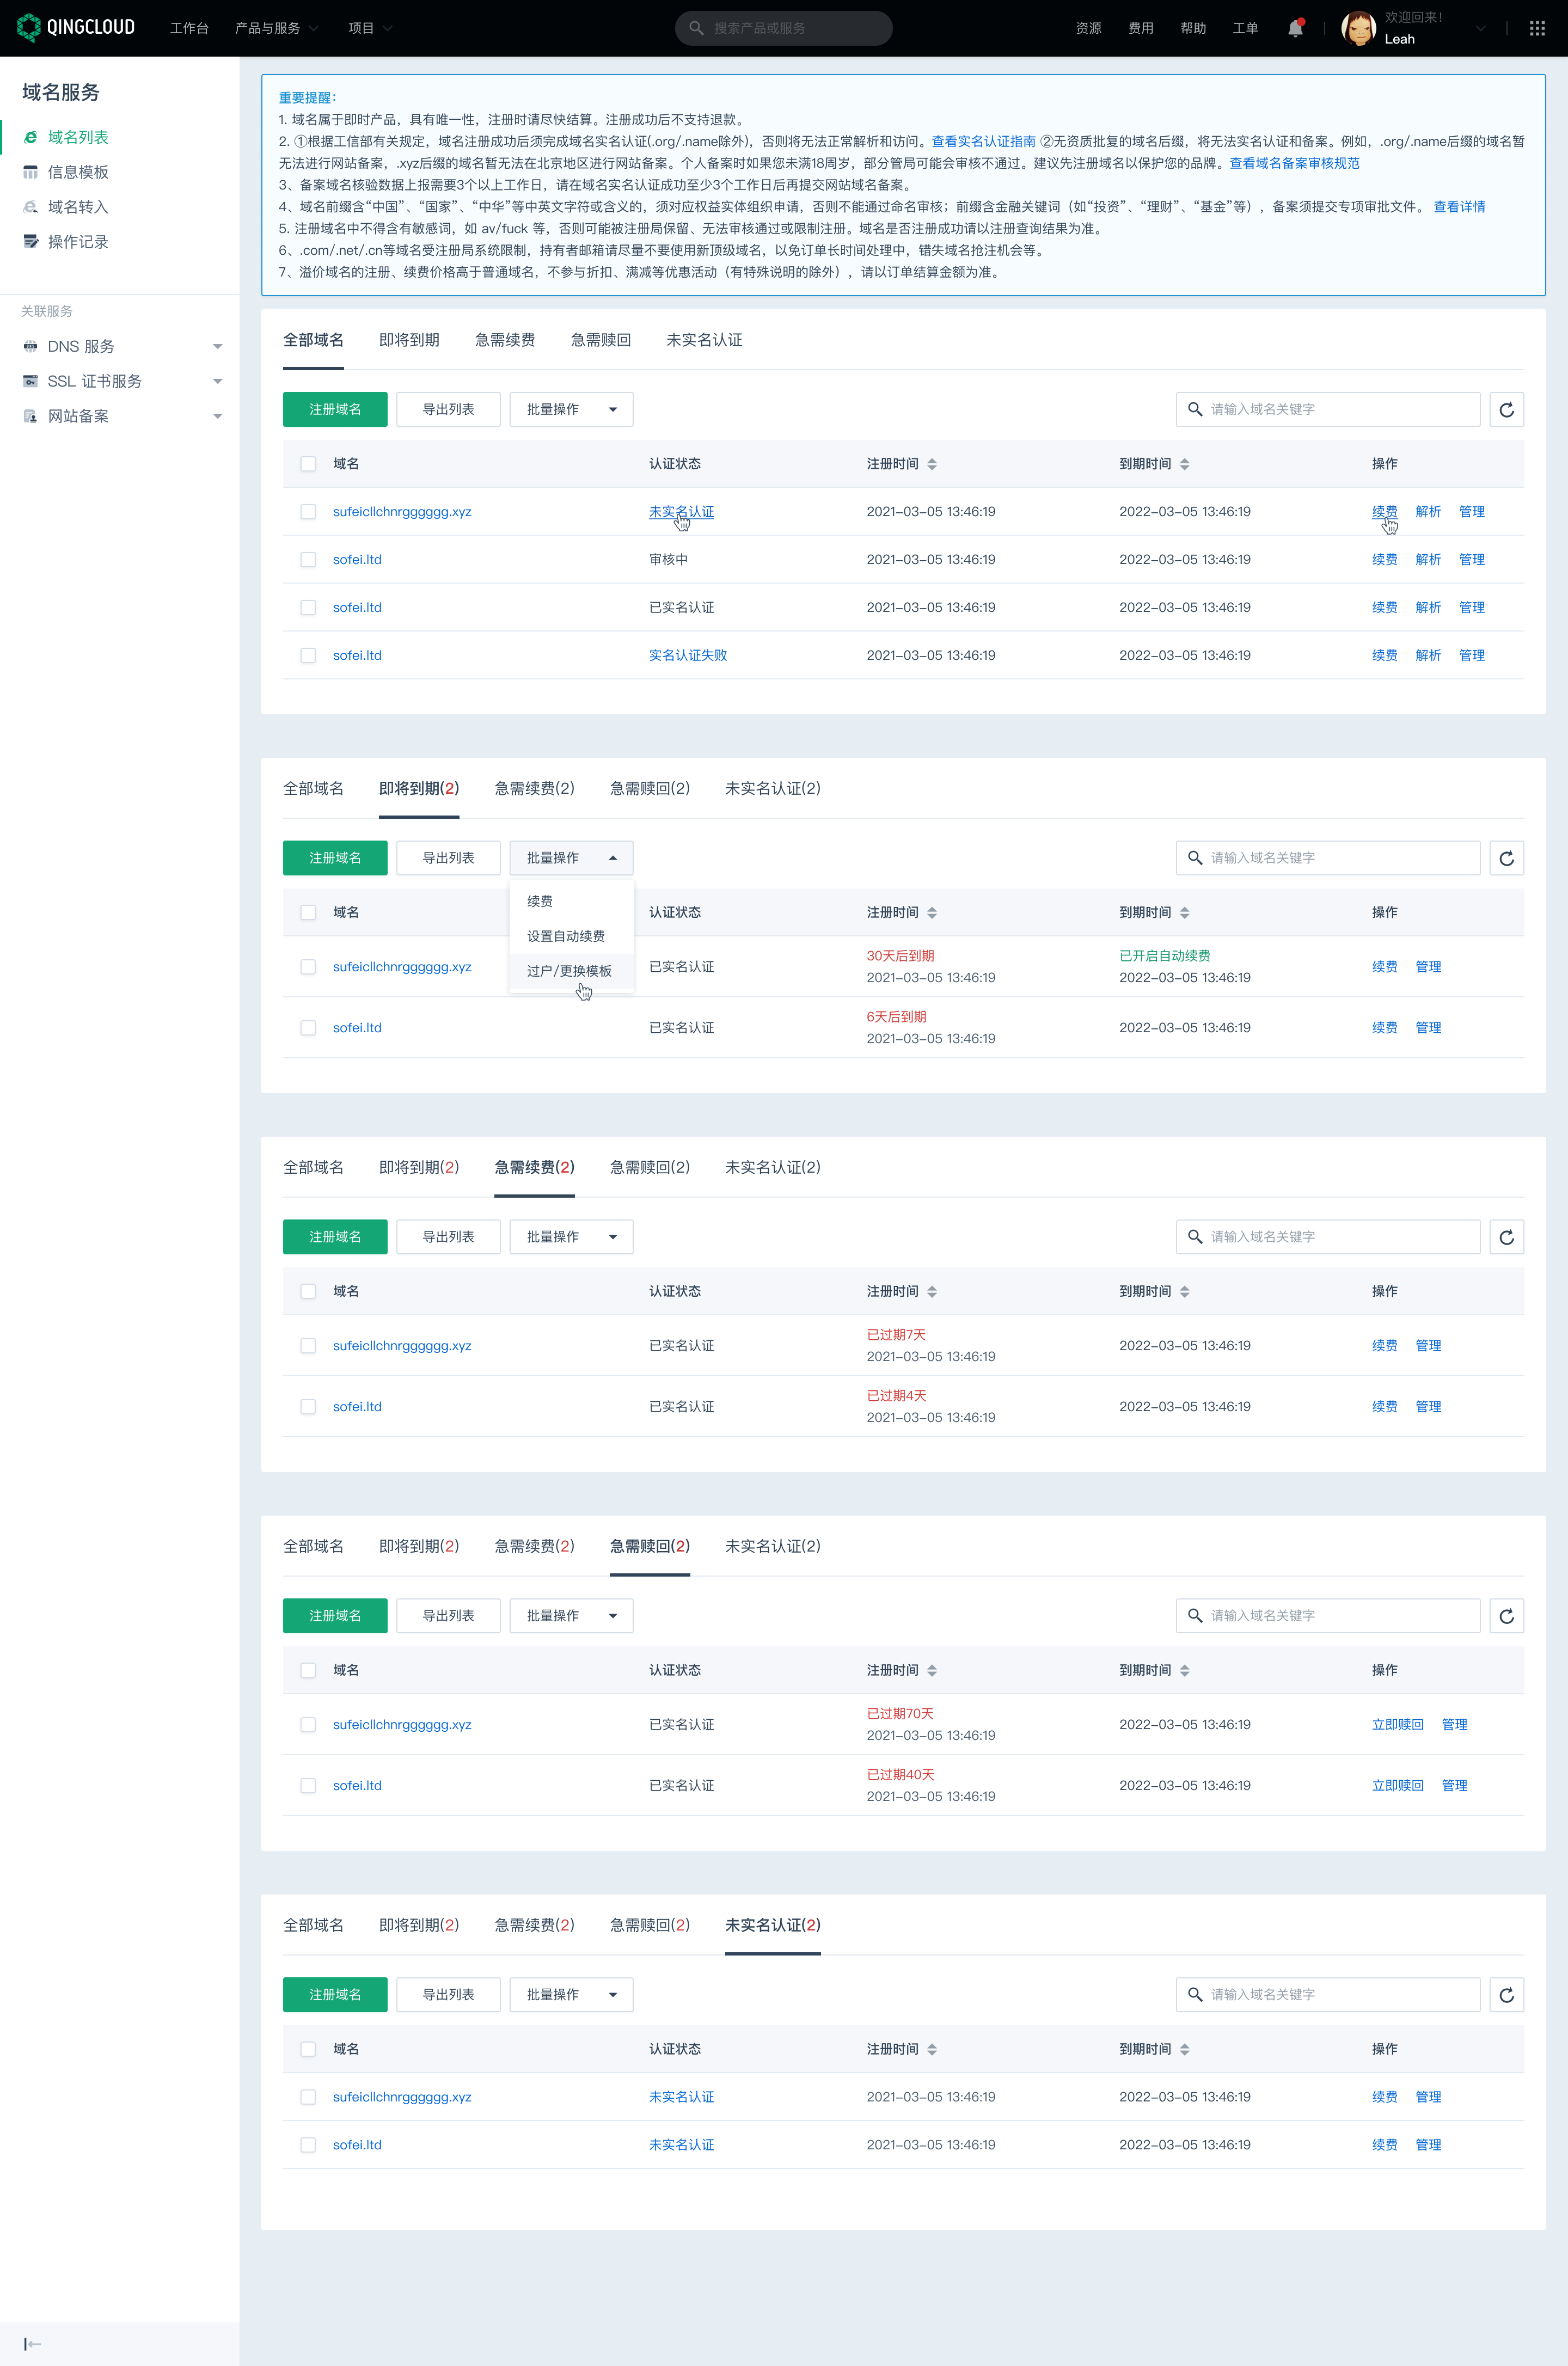 QINGCLOUD 工作台 产品与服务 项目 搜索产品或服务 资源 费用 帮助 工单 欢迎回来！
Leah
域名服务
域名列表
信息模板
域名转入
操作记录
关联服务
DNS 服务
SSL 证书服务
网站备案
重要提醒：
1. 域名属于即时产品，具有唯一性，注册时请尽快结算。注册成功后不支持退款。
2. ①根据工信部有关规定，域名注册成功后须完成域名实名认证(.org/.name除外)，否则将无法正常解析和访问。查看实名认证指南 ②无资质批复的域名后缀，将无法实名认证和备案。例如，.org/.name后缀的域名暂
无法进行网站备案，.xyz后缀的域名暂无法在北京地区进行网站备案。个人备案时如果您未满18周岁，部分管局可能会审核不通过。建议先注册域名以保护您的品牌。查看域名备案审核规范
3、备案域名核验数据上报需要3个以上工作日，请在域名实名认证成功至少3个工作日后再提交网站域名备案。
4、域名前缀含“中国”、“国家”、“中华”等中英文字符或含义的，须对应权益实体组织申请，否则不能通过命名审核；前缀含金融关键词（如“投资”、“理财”、“基金”等），备案须提交专项审批文件。 查看详情
5. 注册域名中不得含有敏感词，如 av/fuck 等，否则可能被注册局保留、无法审核通过或限制注册。域名是否注册成功请以注册查询结果为准。
6、.com/.net/.cn等域名受注册局系统限制，持有者邮箱请尽量不要使用新顶级域名，以免订单长时间处理中，错失域名抢注机会等。
7、溢价域名的注册、续费价格高于普通域名，不参与折扣、满减等优惠活动（有特殊说明的除外），请以订单结算金额为准。
全部域名 即将到期 急需续费 急需赎回 未实名认证
注册域名 导出列表 批量操作 请输入域名关键字
域名 认证状态 注册时间 到期时间 操作
sufeicllchnrgggggg.xyz 未实名认证 2021-03-05 13:46:19 2022-03-05 13:46:19 续费 解析 管理
sofei.ltd 审核中 2021-03-05 13:46:19 2022-03-05 13:46:19 续费 解析 管理
sofei.ltd 已实名认证 2021-03-05 13:46:19 2022-03-05 13:46:19 续费 解析 管理
sofei.ltd 实名认证失败 2021-03-05 13:46:19 2022-03-05 13:46:19 续费 解析 管理
全部域名 即将到期(2) 急需续费(2) 急需赎回(2) 未实名认证(2)
注册域名 导出列表 批量操作 请输入域名关键字
续费
设置自动续费
过户/更换模板
域名 认证状态 注册时间 到期时间 操作
sufeicllchnrgggggg.xyz 已实名认证 30天后到期 已开启自动续费 续费 管理
2021-03-05 13:46:19 2022-03-05 13:46:19
sofei.ltd 已实名认证 6天后到期 2022-03-05 13:46:19 续费 管理
2021-03-05 13:46:19
全部域名 即将到期(2) 急需续费(2) 急需赎回(2) 未实名认证(2)
注册域名 导出列表 批量操作 请输入域名关键字
域名 认证状态 注册时间 到期时间 操作
sufeicllchnrgggggg.xyz 已实名认证 已过期7天 2022-03-05 13:46:19 续费 管理
2021-03-05 13:46:19
sofei.ltd 已实名认证 已过期4天 2022-03-05 13:46:19 续费 管理
2021-03-05 13:46:19
全部域名 即将到期(2) 急需续费(2) 急需赎回(2) 未实名认证(2)
注册域名 导出列表 批量操作 请输入域名关键字
域名 认证状态 注册时间 到期时间 操作
sufeicllchnrgggggg.xyz 已实名认证 已过期70天 2022-03-05 13:46:19 立即赎回 管理
2021-03-05 13:46:19
sofei.ltd 已实名认证 已过期40天 2022-03-05 13:46:19 立即赎回 管理
2021-03-05 13:46:19
全部域名 即将到期(2) 急需续费(2) 急需赎回(2) 未实名认证(2)
注册域名 导出列表 批量操作 请输入域名关键字
域名 认证状态 注册时间 到期时间 操作
sufeicllchnrgggggg.xyz 未实名认证 2021-03-05 13:46:19 2022-03-05 13:46:19 续费 管理
sofei.ltd 未实名认证 2021-03-05 13:46:19 2022-03-05 13:46:19 续费 管理